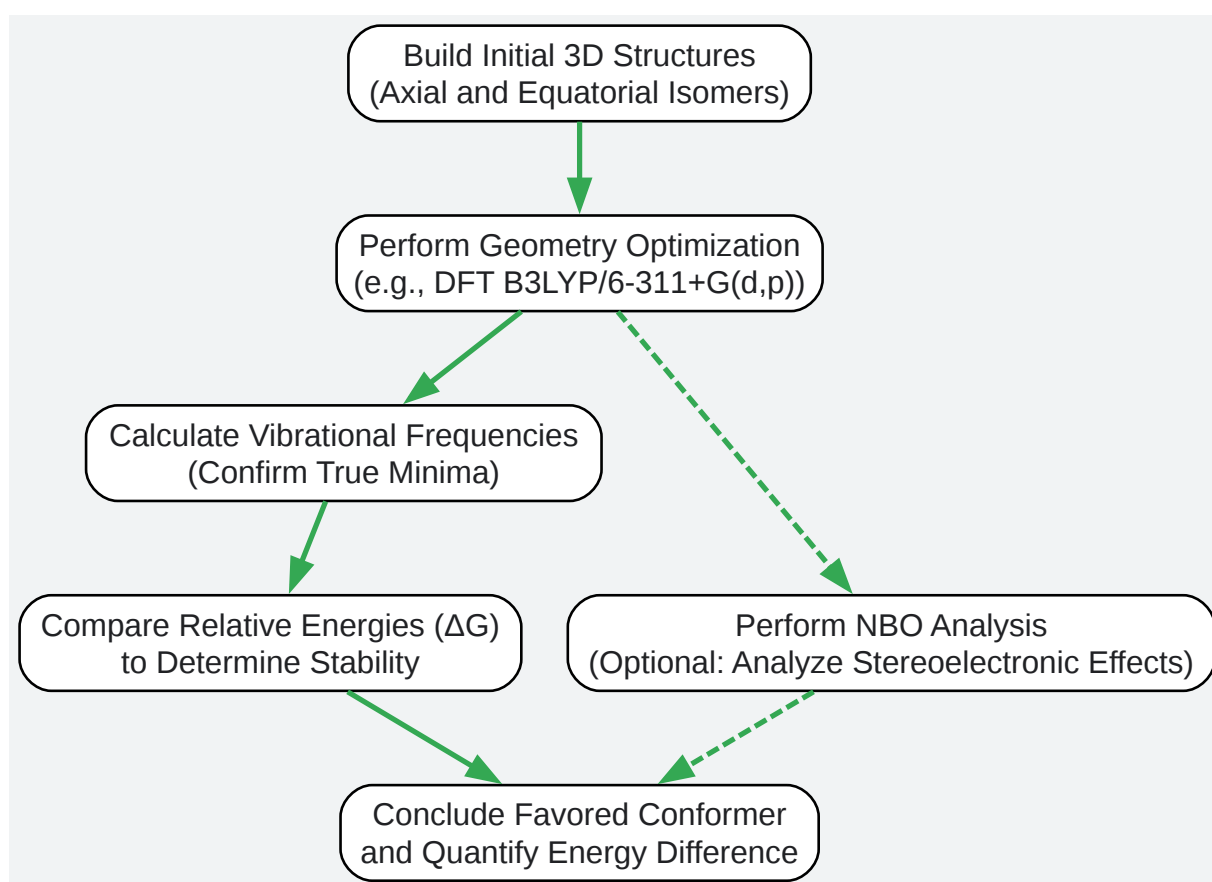 Build Initial 3D Structures
(Axial and Equatorial Isomers)
Perform Geometry Optimization
(e.g., DFT B3LYP/6-311+G(d,p))
Calculate Vibrational Frequencies
(Confirm True Minima)
Compare Relative Energies (ΔG)
to Determine Stability
Perform NBO Analysis
(Optional: Analyze Stereoelectronic Effects)
Conclude Favored Conformer
and Quantify Energy Difference